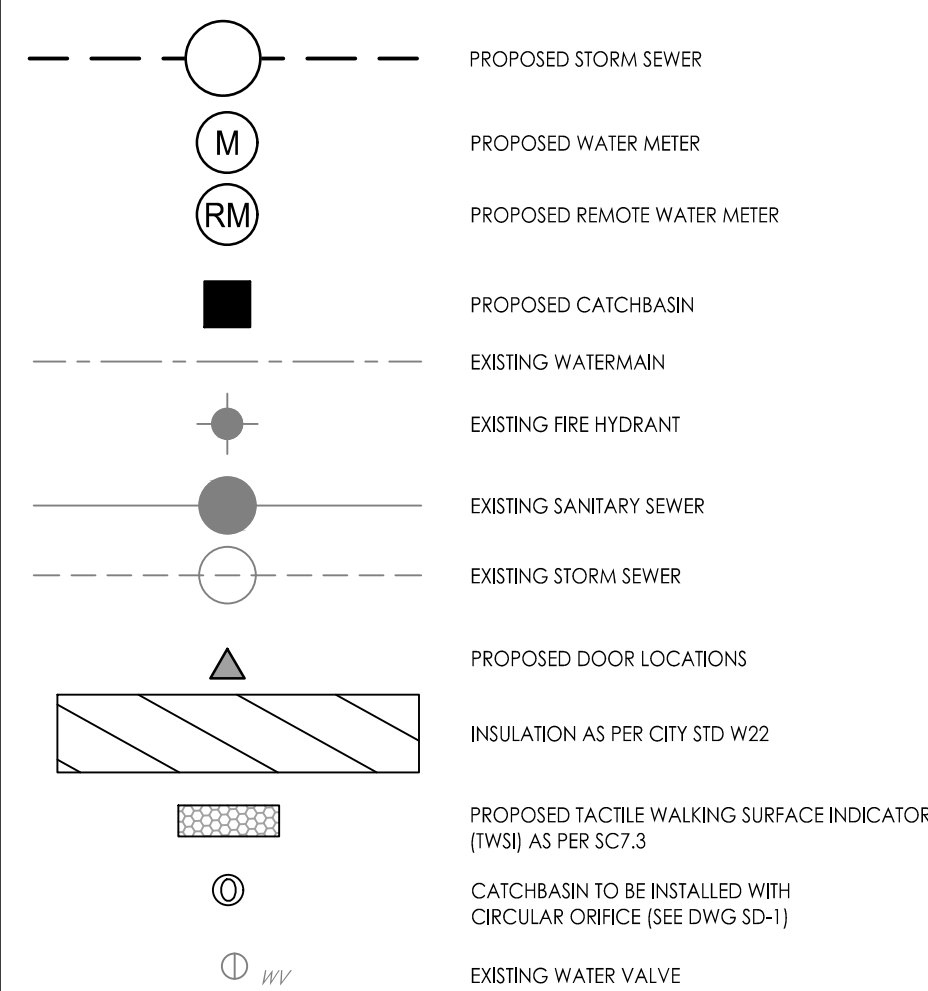 PROPOSED STORM SEWER
M PROPOSED WATER METER
RM PROPOSED REMOTE WATER METER
PROPOSED CATCHBASIN
EXISTING WATERMAIN
EXISTING FIRE HYDRANT
EXISTING SANITARY SEWER
EXISTING STORM SEWER
PROPOSED DOOR LOCATIONS
INSULATION AS PER CITY STD W22
PROPOSED TACTILE WALKING SURFACE INDICATOR
(TWSI) AS PER SC7.3
CATCHBASIN TO BE INSTALLED WITH
CIRCULAR ORIFICE (SEE DWG SD-1)
WV EXISTING WATER VALVE